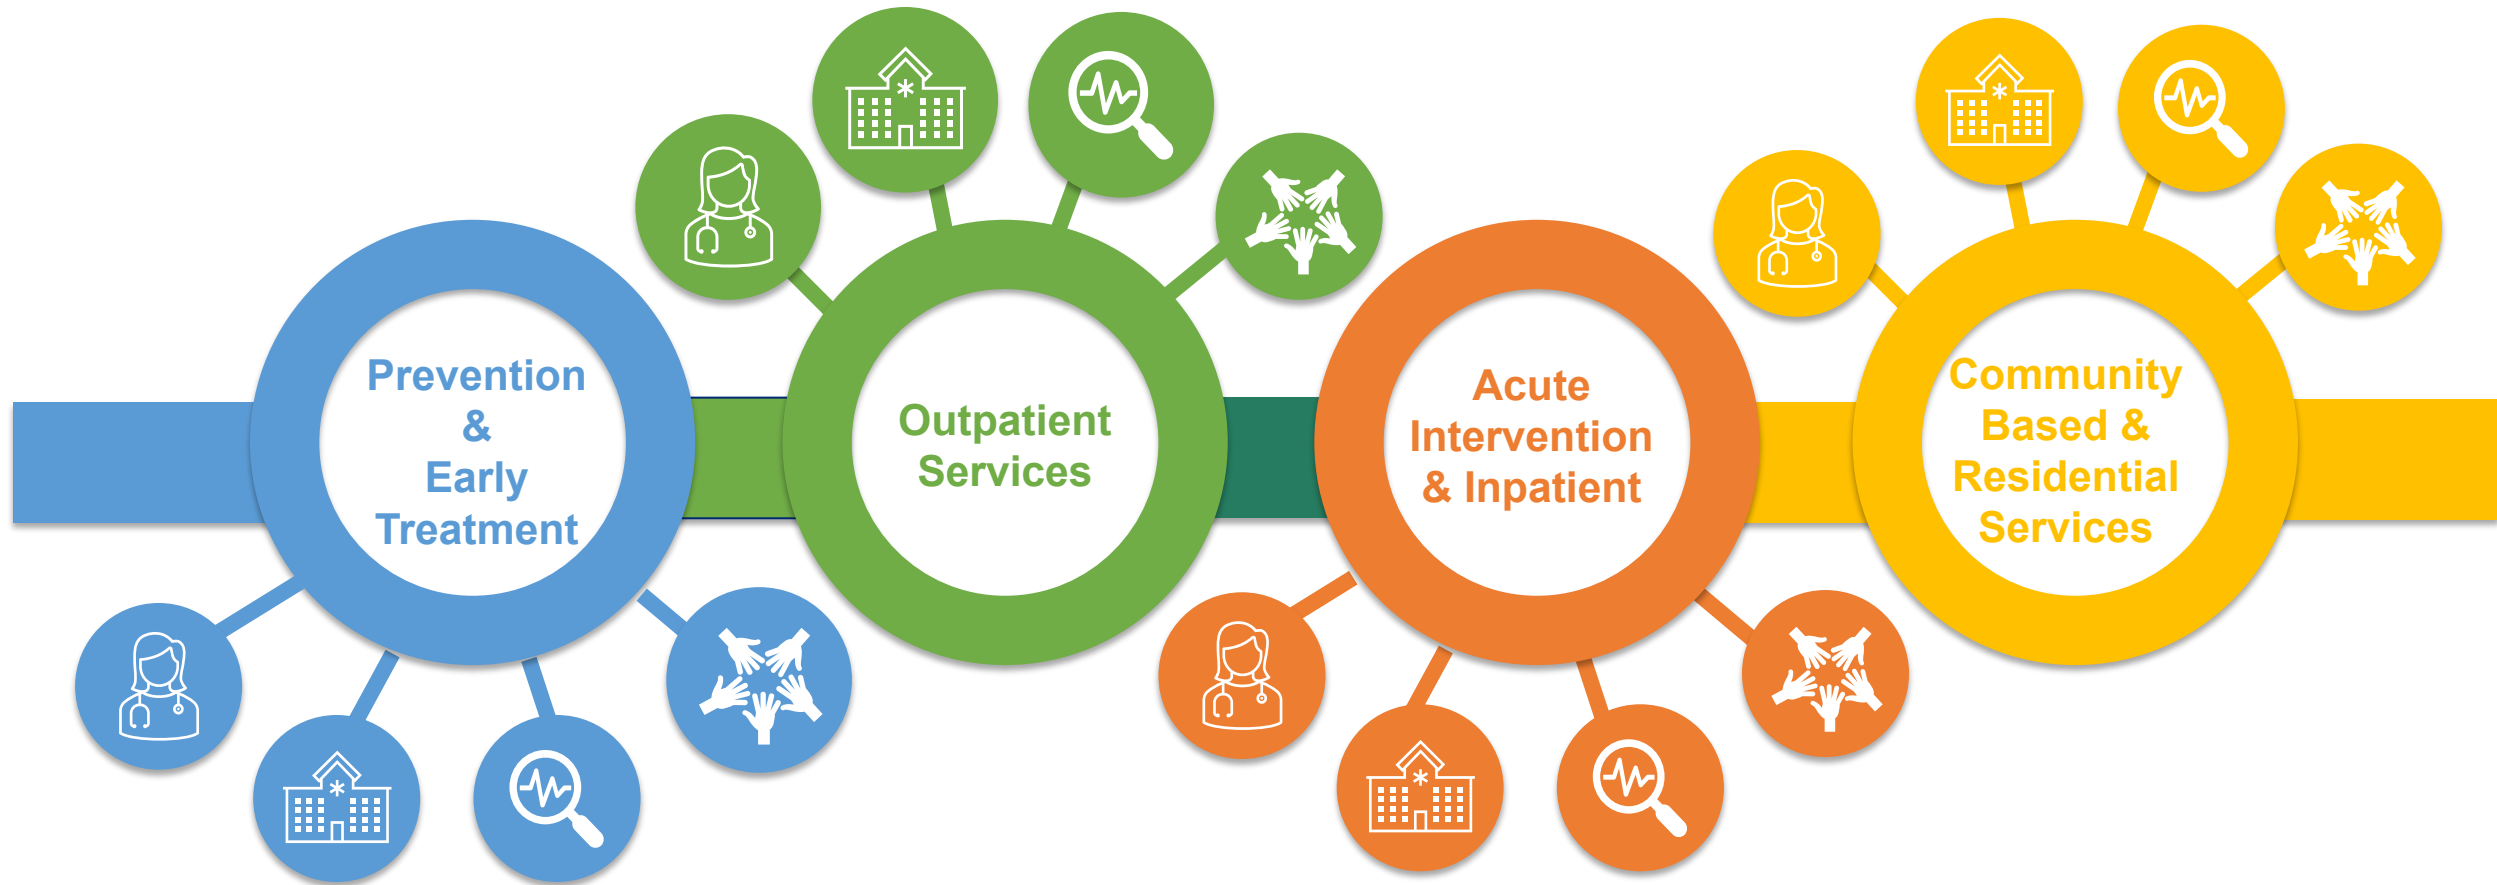 Prevention
&
Early
Treatment
Outpatient
Services
Acute
Intervention
& Inpatient
Community
Based &
Residential
Services